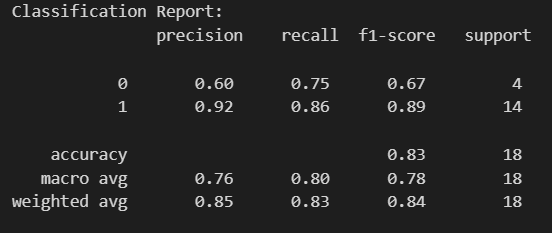 Classification Report:
precision recall f1-score support
0 0.60 0.75 0.67 4
1 0.92 0.86 0.89 14
accuracy 0.83 18
macro avg 0.76 0.80 0.78 18
weighted avg 0.85 0.83 0.84 18